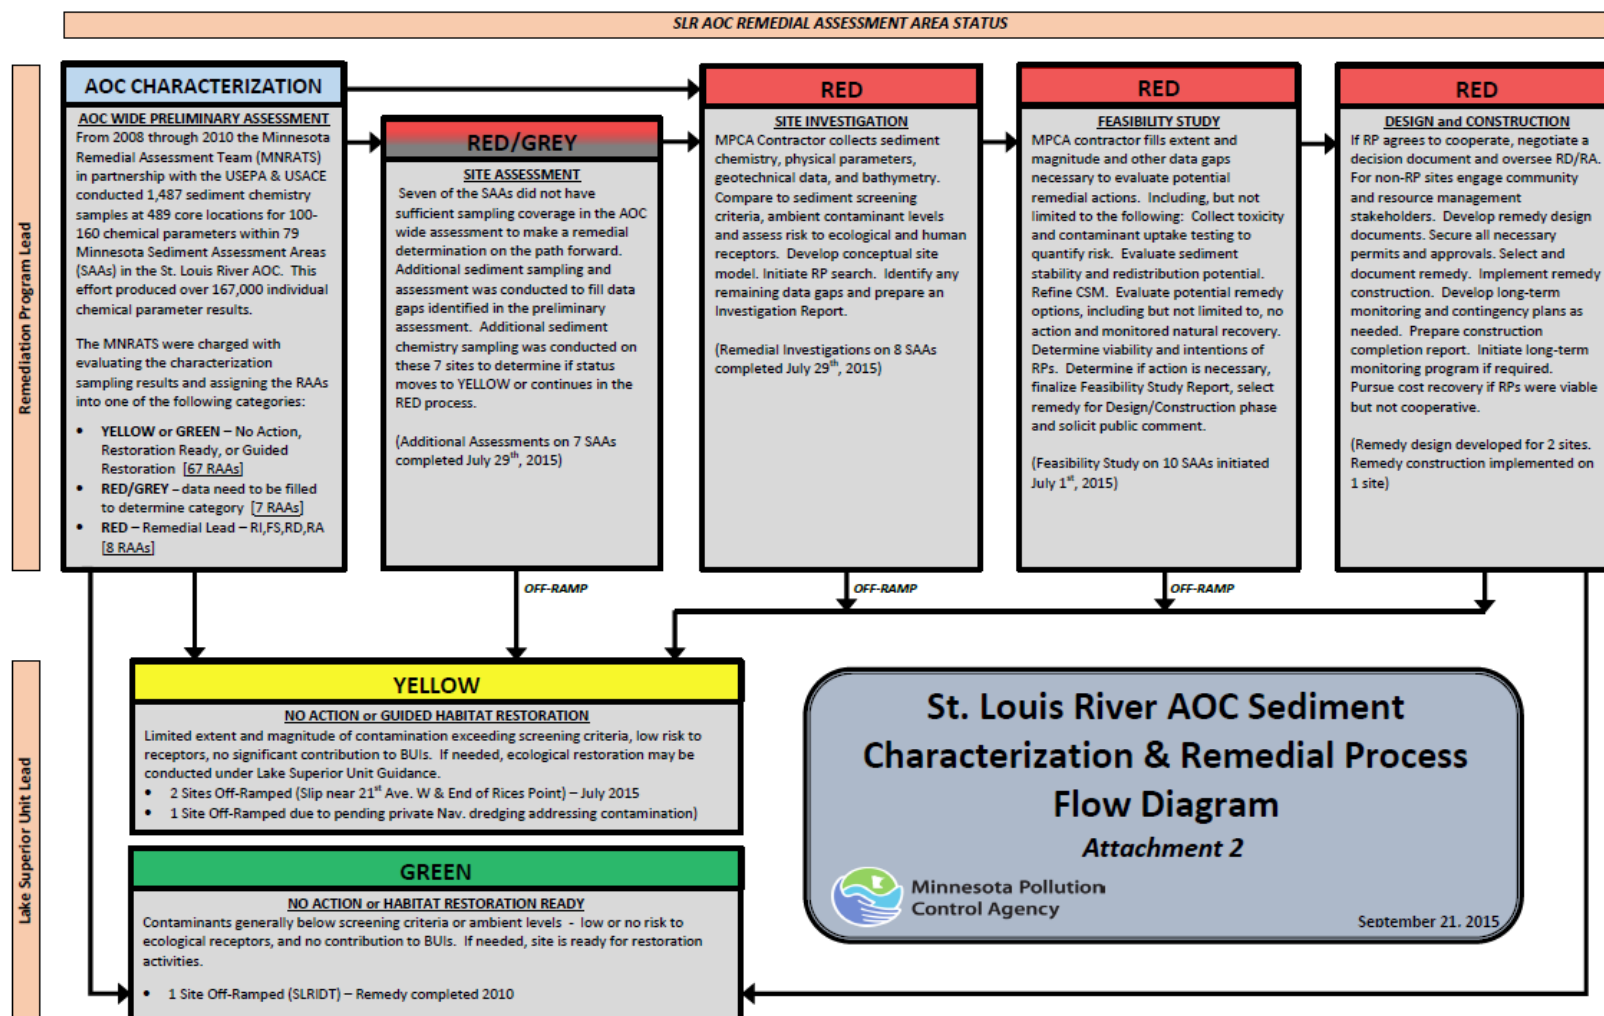 SLR AOC REMEDIAL ASSESSMENT AREA STATUS
Remediation Program Lead
AOC CHARACTERIZATION
AOC WIDE PRELIMINARY ASSESSMENT
From 2008 through 2010 the Minnesota
Remedial Assessment Team (MNRATS)
in partnership with the USEPA & USACE
conducted 1,487 sediment chemistry
samples at 489 core locations for 100-
160 chemical parameters within 79
Minnesota Sediment Assessment Areas
(SAAs) in the St. Louis River AOC. This
effort produced over 167,000 individual
chemical parameter results.
The MNRATS were charged with
evaluating the characterization
sampling results and assigning the RAAs
into one of the following categories:
• YELLOW or GREEN – No Action,
Restoration Ready, or Guided
Restoration [67 RAAs]
• RED/GREY – data need to be filled
to determine category [7 RAAs]
• RED – Remedial Lead – RI,FS,RD,RA
[8 RAAs]
RED/GREY
SITE ASSESSMENT
Seven of the SAAs did not have
sufficient sampling coverage in the AOC
wide assessment to make a remedial
determination on the path forward.
Additional sediment sampling and
assessment was conducted to fill data
gaps identified in the preliminary
assessment. Additional sediment
chemistry sampling was conducted on
these 7 sites to determine if status
moves to YELLOW or continues in the
RED process.
(Additional Assessments on 7 SAAs
completed July 29th, 2015)
RED
SITE INVESTIGATION
MPCA Contractor collects sediment
chemistry, physical parameters,
geotechnical data, and bathymetry.
Compare to sediment screening
criteria, ambient contaminant levels
and assess risk to ecological and human
receptors. Develop conceptual site
model. Initiate RP search. Identify any
remaining data gaps and prepare an
Investigation Report.
(Remedial Investigations on 8 SAAs
completed July 29th, 2015)
RED
FEASIBILITY STUDY
MPCA contractor fills extent and
magnitude and other data gaps
necessary to evaluate potential
remedial actions. Including, but not
limited to the following: Collect toxicity
and contaminant uptake testing to
quantify risk. Evaluate sediment
stability and redistribution potential.
Refine CSM. Evaluate potential remedy
options, including but not limited to, no
action and monitored natural recovery.
Determine viability and intentions of
RPs. Determine if action is necessary,
finalize Feasibility Study Report, select
remedy for Design/Construction phase
and solicit public comment.
(Feasibility Study on 10 SAAs initiated
July 1st, 2015)
RED
DESIGN and CONSTRUCTION
If RP agrees to cooperate, negotiate a
decision document and oversee RD/RA.
For non-RP sites engage community
and resource management
stakeholders. Develop remedy design
documents. Secure all necessary
permits and approvals. Select and
document remedy. Implement remedy
construction. Develop long-term
monitoring and contingency plans as
needed. Prepare construction
completion report. Initiate long-term
monitoring program if required.
Pursue cost recovery if RPs were viable
but not cooperative.
(Remedy design developed for 2 sites.
Remedy construction implemented on
1 site)
OFF-RAMP
OFF-RAMP
OFF-RAMP
Lake Superior Unit Lead
YELLOW
NO ACTION or GUIDED HABITAT RESTORATION
Limited extent and magnitude of contamination exceeding screening criteria, low risk to
receptors, no significant contribution to BUIs. If needed, ecological restoration may be
conducted under Lake Superior Unit Guidance.
• 2 Sites Off-Ramped (Slip near 21st Ave. W & End of Rices Point) – July 2015
• 1 Site Off-Ramped due to pending private Nav. dredging addressing contamination)
GREEN
NO ACTION or HABITAT RESTORATION READY
Contaminants generally below screening criteria or ambient levels - low or no risk to
ecological receptors, and no contribution to BUIs. If needed, site is ready for restoration
activities.
• 1 Site Off-Ramped (SLRIDT) – Remedy completed 2010
St. Louis River AOC Sediment
Characterization & Remedial Process
Flow Diagram
Attachment 2
Minnesota Pollution
Control Agency
September 21, 2015